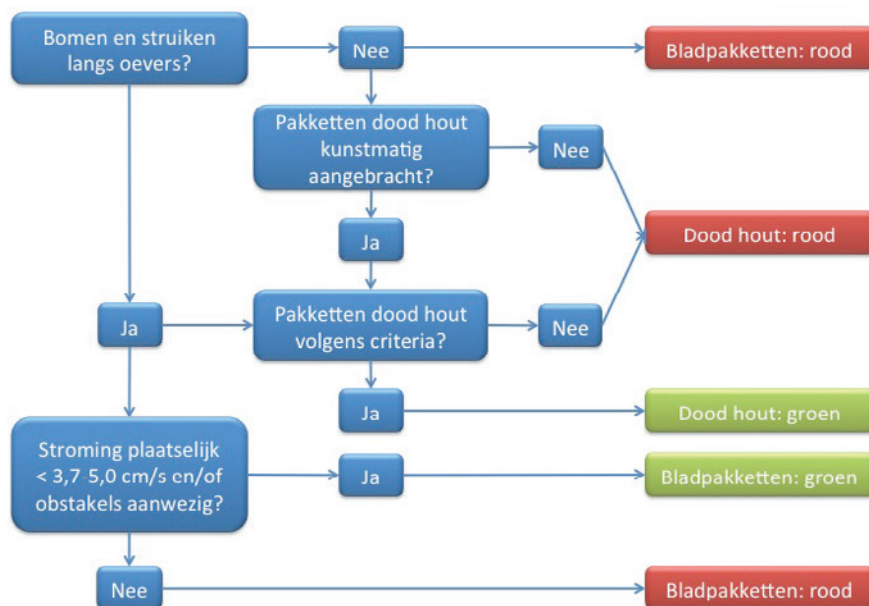 Bomen en struiken
langs oevers?
Nee
Bladpakketten: rood
Pakketten dood hout
kunstmatig
aangebracht?
Nee
Ja
Dood hout: rood
Ja
Pakketten dood hout
volgens criteria?
Nee
Ja
Dood hout: groen
Stroming plaatselijk
< 3,7-5,0 cm/s en/of
obstakels aanwezig?
Ja
Bladpakketten: groen
Nee
Bladpakketten: rood